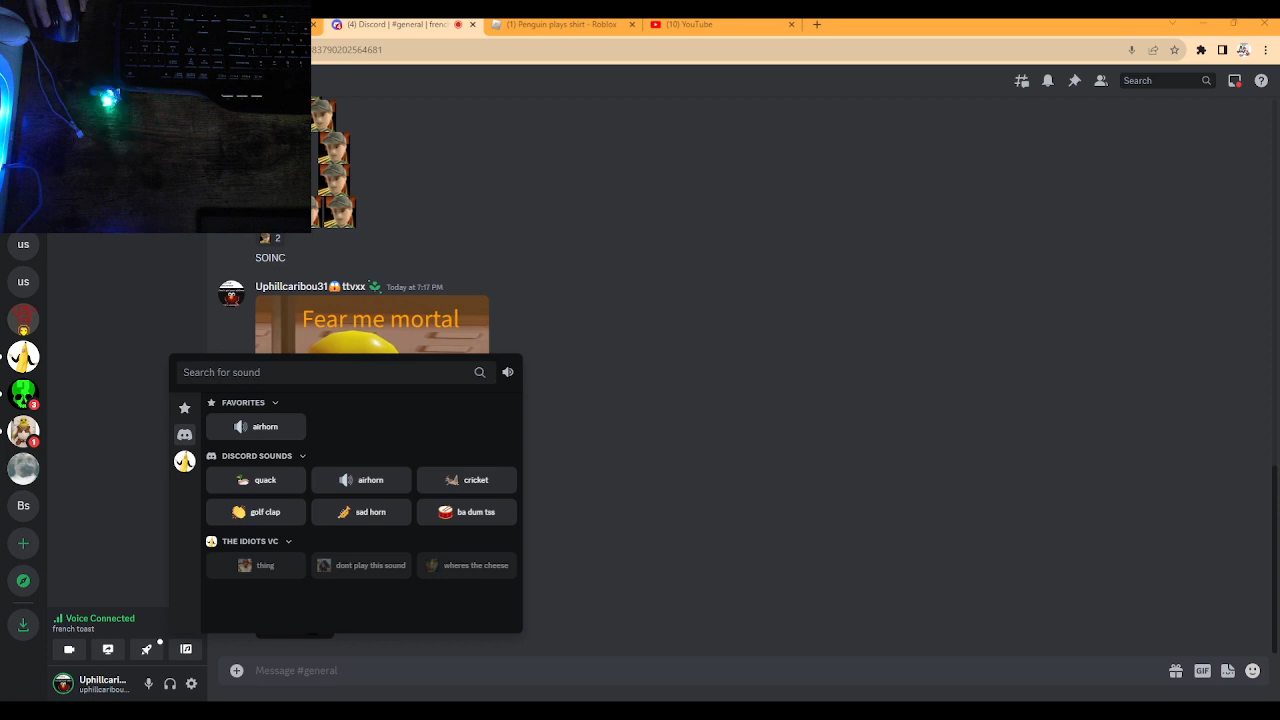 (4) Discord | #general | frenc
(1) Penguin plays shirt - Roblox
(10) YouTube
83790202564681
Search
2
SOINC
Uphillcaribou31😱ttvxx Today at 7:17 PM
Fear me mortal
Search for sound
FAVORITES
airhorn
DISCORD SOUNDS
quack
airhorn
cricket
golf clap
sad horn
ba dum tss
THE IDIOTS VC
thing
dont play this sound
wheres the cheese
us
us
3
1
Bs
Voice Connected
french toast
Uphillcari...
uphillcaribou...
Message #general
GIF